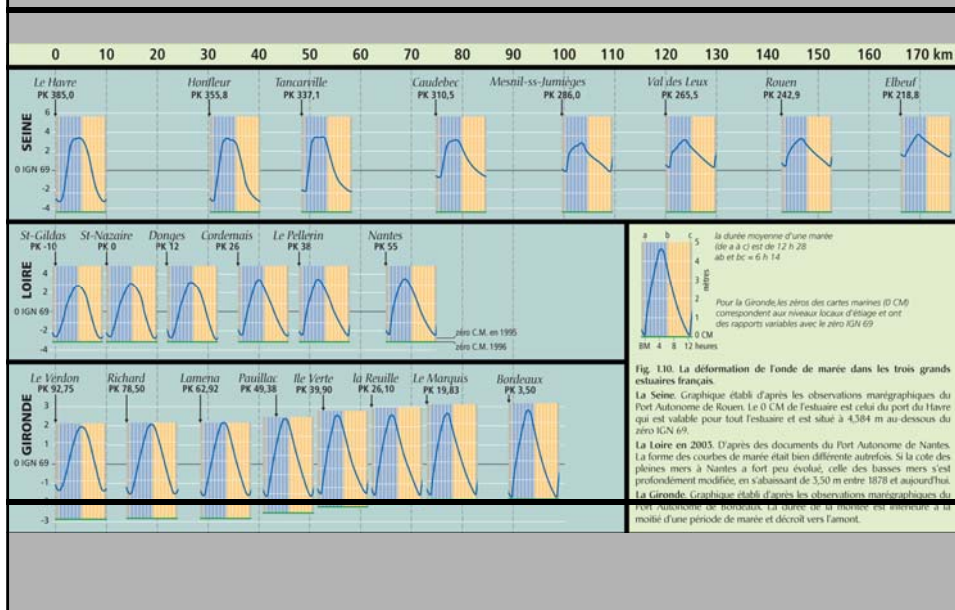 0 10 20 30 40 50 60 70 80 90 100 110 120 130 140 150 160 170 km
SEINE
Le Havre Honfleur Tancarville Caudebec Mesnil-ss-Jumièges Val des Leux Rouen Elbeuf
PK 385,0 PK 355,8 PK 337,1 PK 310,5 PK 286,0 PK 265,5 PK 242,9 PK 218,8
6
4
2
0 IGN 69
-2
-4
LOIRE
St-Gildas St-Nazaire Donges Cordemais Le Pellerin Nantes
PK -10 PK 0 PK 12 PK 26 PK 38 PK 55
4
2
0 IGN 69
-2
-4
zéro C.M. en 1995
zéro C.M. 1996
GIRONDE
Le Verdon Richard Lamena Pauillac Ile Verte la Reuille Le Marquis Bordeaux
PK 92,75 PK 78,50 PK 62,92 PK 49,38 PK 39,90 PK 26,10 PK 19,83 PK 3,50
3
2
0 IGN 69
-1
-3
a b c
5
4
3
2
1
0 CM
mètres
BM 4 8 12 heures
la durée moyenne d'une marée
(de a à c) est de 12 h 28
ab et bc = 6 h 14
Pour la Gironde,les zéros des cartes marines (0 CM)
correspondent aux niveaux locaux d'étiage et ont
des rapports variables avec le zéro IGN 69
Fig. 1.10. La déformation de l'onde de marée dans les trois grands
estuaires français.
La Seine. Graphique établi d'après les observations marégraphiques du
Port Autonome de Rouen. Le 0 CM de l'estuaire est celui du port du Havre
qui est valable pour tout l'estuaire et est situé à 4,384 m au-dessous du
zéro IGN 69.
La Loire en 2003. D'après des documents du Port Autonome de Nantes.
La forme des courbes de marée était bien différente autrefois. Si la cote des
pleines mers à Nantes a fort peu évolué, celle des basses mers s'est
profondément modifiée, en s'abaissant de 3,50 m entre 1878 et aujourd'hui.
La Gironde. Graphique établi d'après les observations marégraphiques du
Port Autonome de Bordeaux. La durée de la montée est inférieure à la
moitié d'une période de marée et décroît vers l'amont.